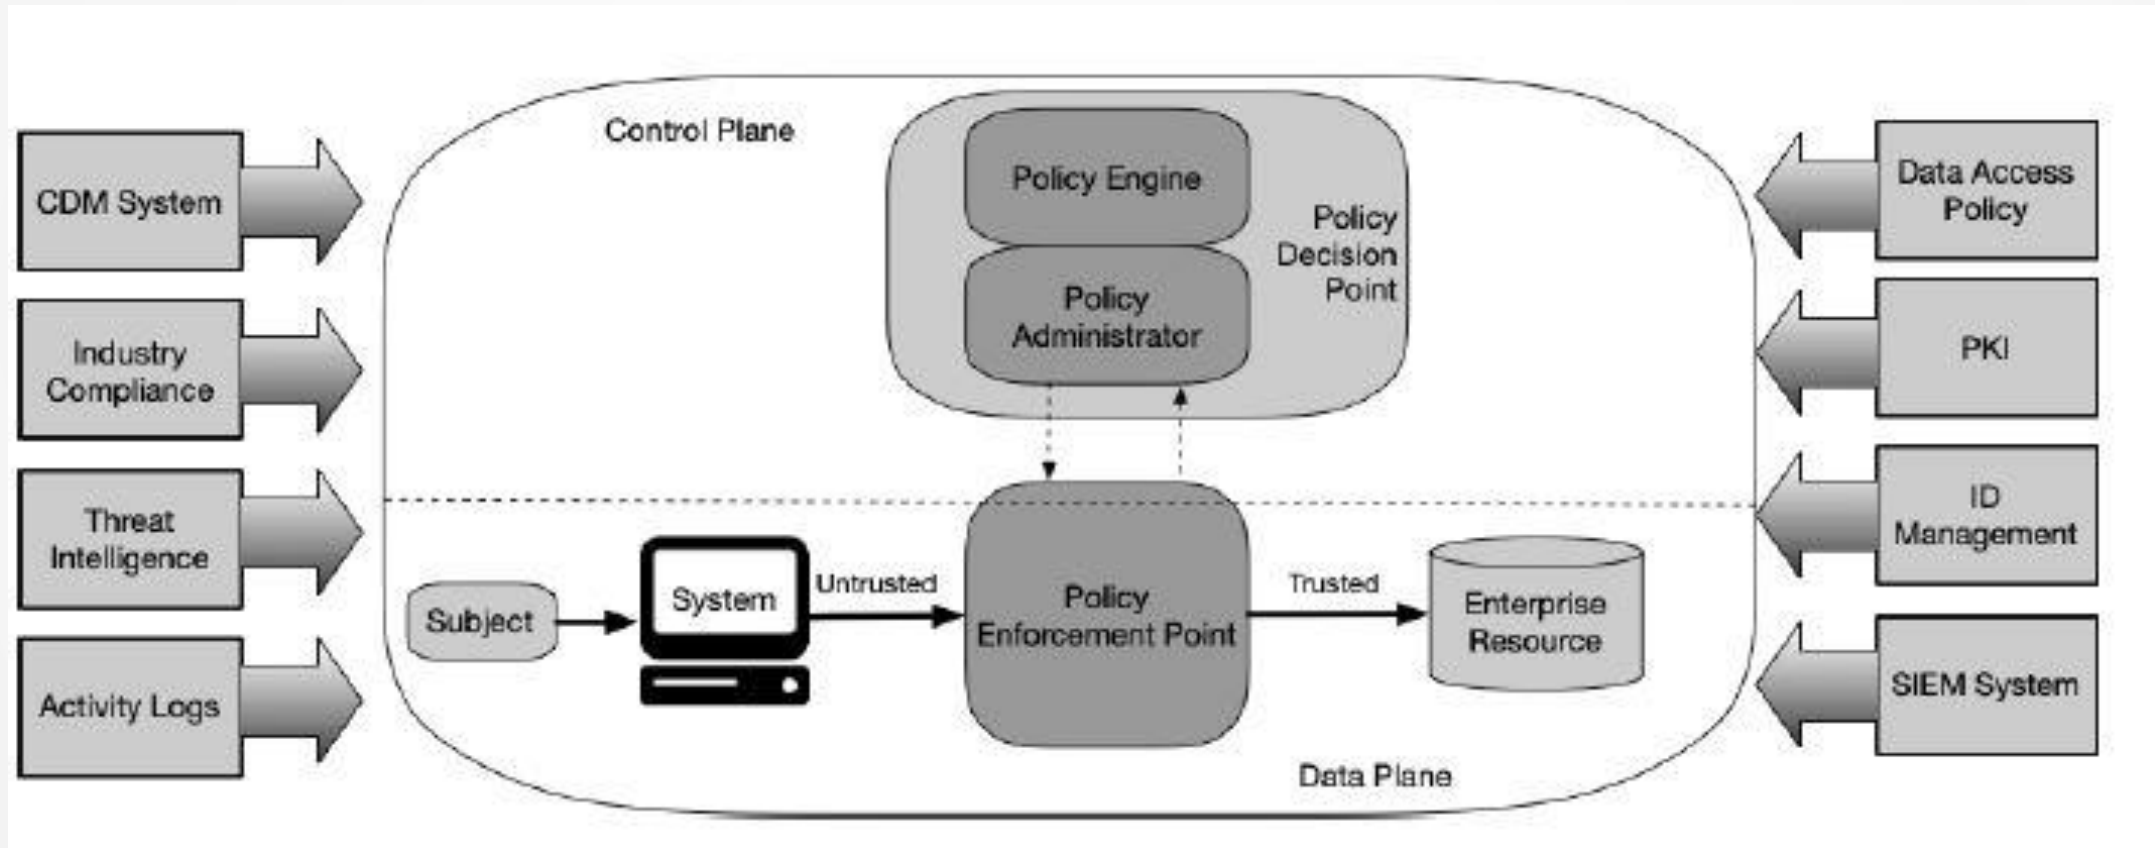 Control Plane
CDM System
Industry
Compliance
Threat
Intelligence
Activity Logs
Policy Engine
Policy
Administrator
Policy
Decision
Point
Subject
System
Untrusted
Policy
Enforcement Point
Trusted
Enterprise
Resource
Data Plane
Data Access
Policy
PKI
ID
Management
SIEM System